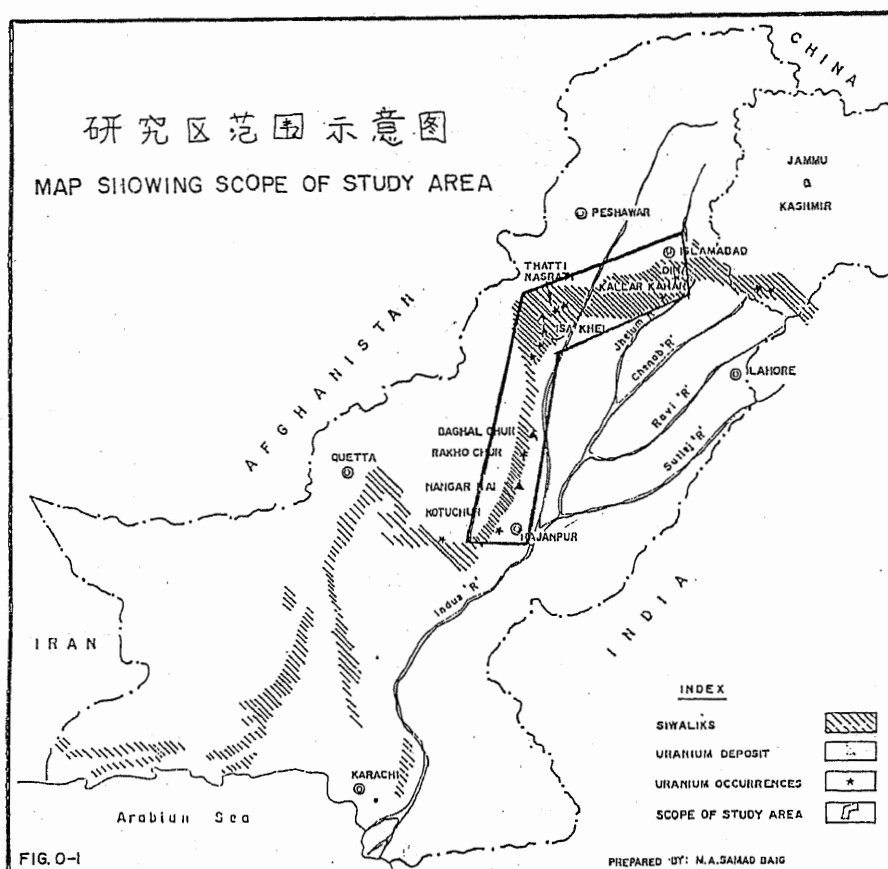 研究区范围示意图
MAP SHOWING SCOPE OF STUDY AREA
CHINA
JAMMU
&
KASHMIR
PESHAWAR
ISLAMABAD
THATTI
NASRATI
DINA
KALLAR KAHAR
ISA KHEL
Jhelum R
Chenab 'R'
LAHORE
Ravi 'R'
Sutlej 'R'
AFGHANISTAN
BAGHAL CHUR
RAKHO CHUR
QUETTA
NANGAR NAI
KOTUCHUR
RAJANPUR
Indus 'R'
INDIA
IRAN
INDEX
SIWALIKS
URANIUM DEPOSIT
URANIUM OCCURRENCES
SCOPE OF STUDY AREA
KARACHI
Arabian Sea
FIG. 0-1
PREPARED BY: N.A.SAMAD BAIG